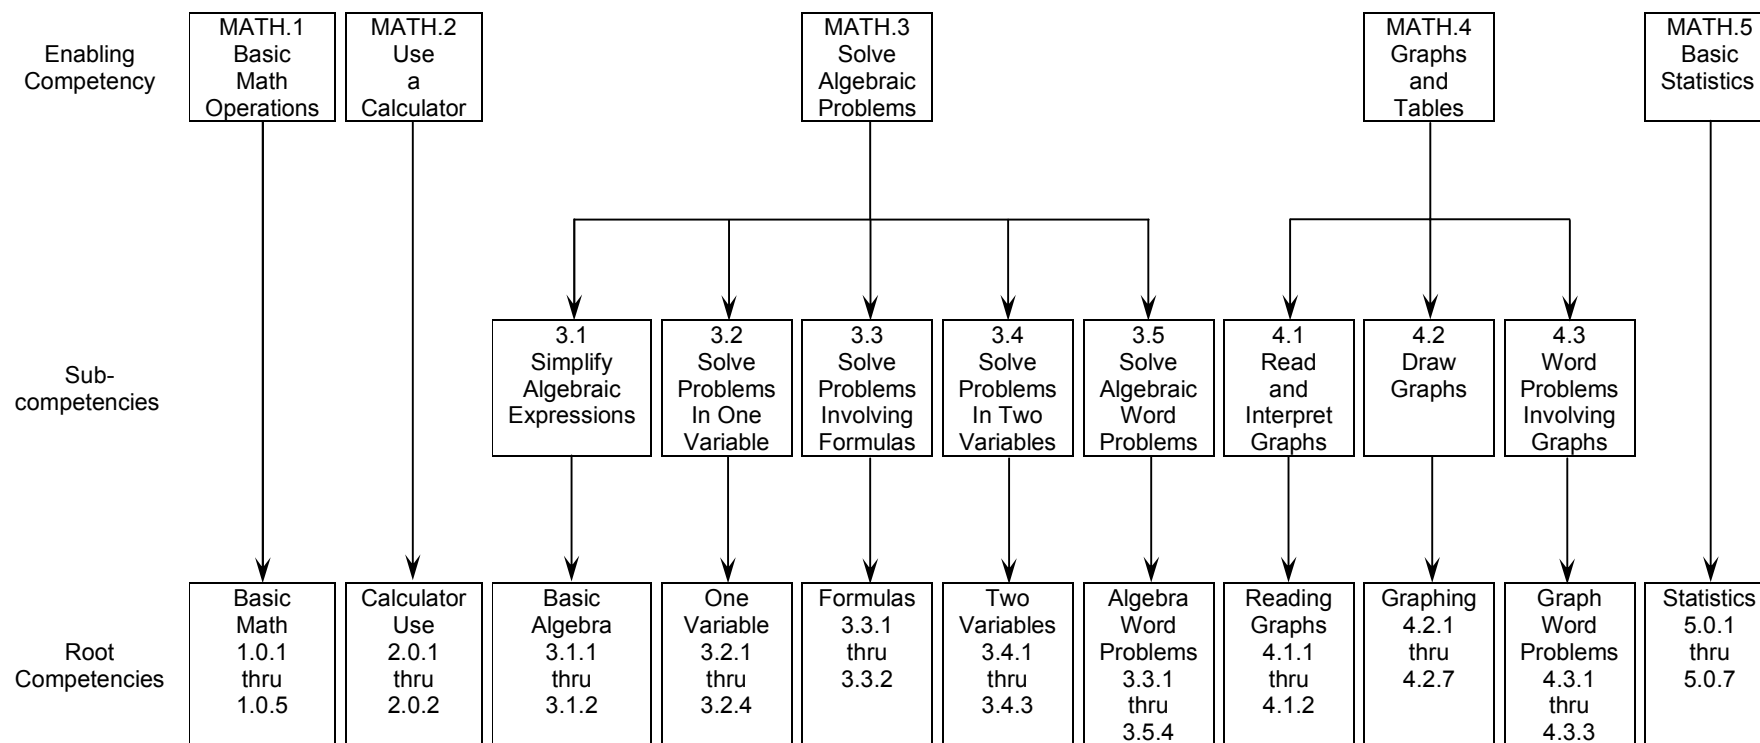 Enabling
Competency
MATH.1
Basic
Math
Operations
MATH.2
Use
a
Calculator
MATH.3
Solve
Algebraic
Problems
MATH.4
Graphs
and
Tables
MATH.5
Basic
Statistics
Sub-
competencies
3.1
Simplify
Algebraic
Expressions
3.2
Solve
Problems
In One
Variable
3.3
Solve
Problems
Involving
Formulas
3.4
Solve
Problems
In Two
Variables
3.5
Solve
Algebraic
Word
Problems
4.1
Read
and
Interpret
Graphs
4.2
Draw
Graphs
4.3
Word
Problems
Involving
Graphs
Root
Competencies
Basic
Math
1.0.1
thru
1.0.5
Calculator
Use
2.0.1
thru
2.0.2
Basic
Algebra
3.1.1
thru
3.1.2
One
Variable
3.2.1
thru
3.2.4
Formulas
3.3.1
thru
3.3.2
Two
Variables
3.4.1
thru
3.4.3
Algebra
Word
Problems
3.3.1
thru
3.5.4
Reading
Graphs
4.1.1
thru
4.1.2
Graphing
4.2.1
thru
4.2.7
Graph
Word
Problems
4.3.1
thru
4.3.3
Statistics
5.0.1
thru
5.0.7